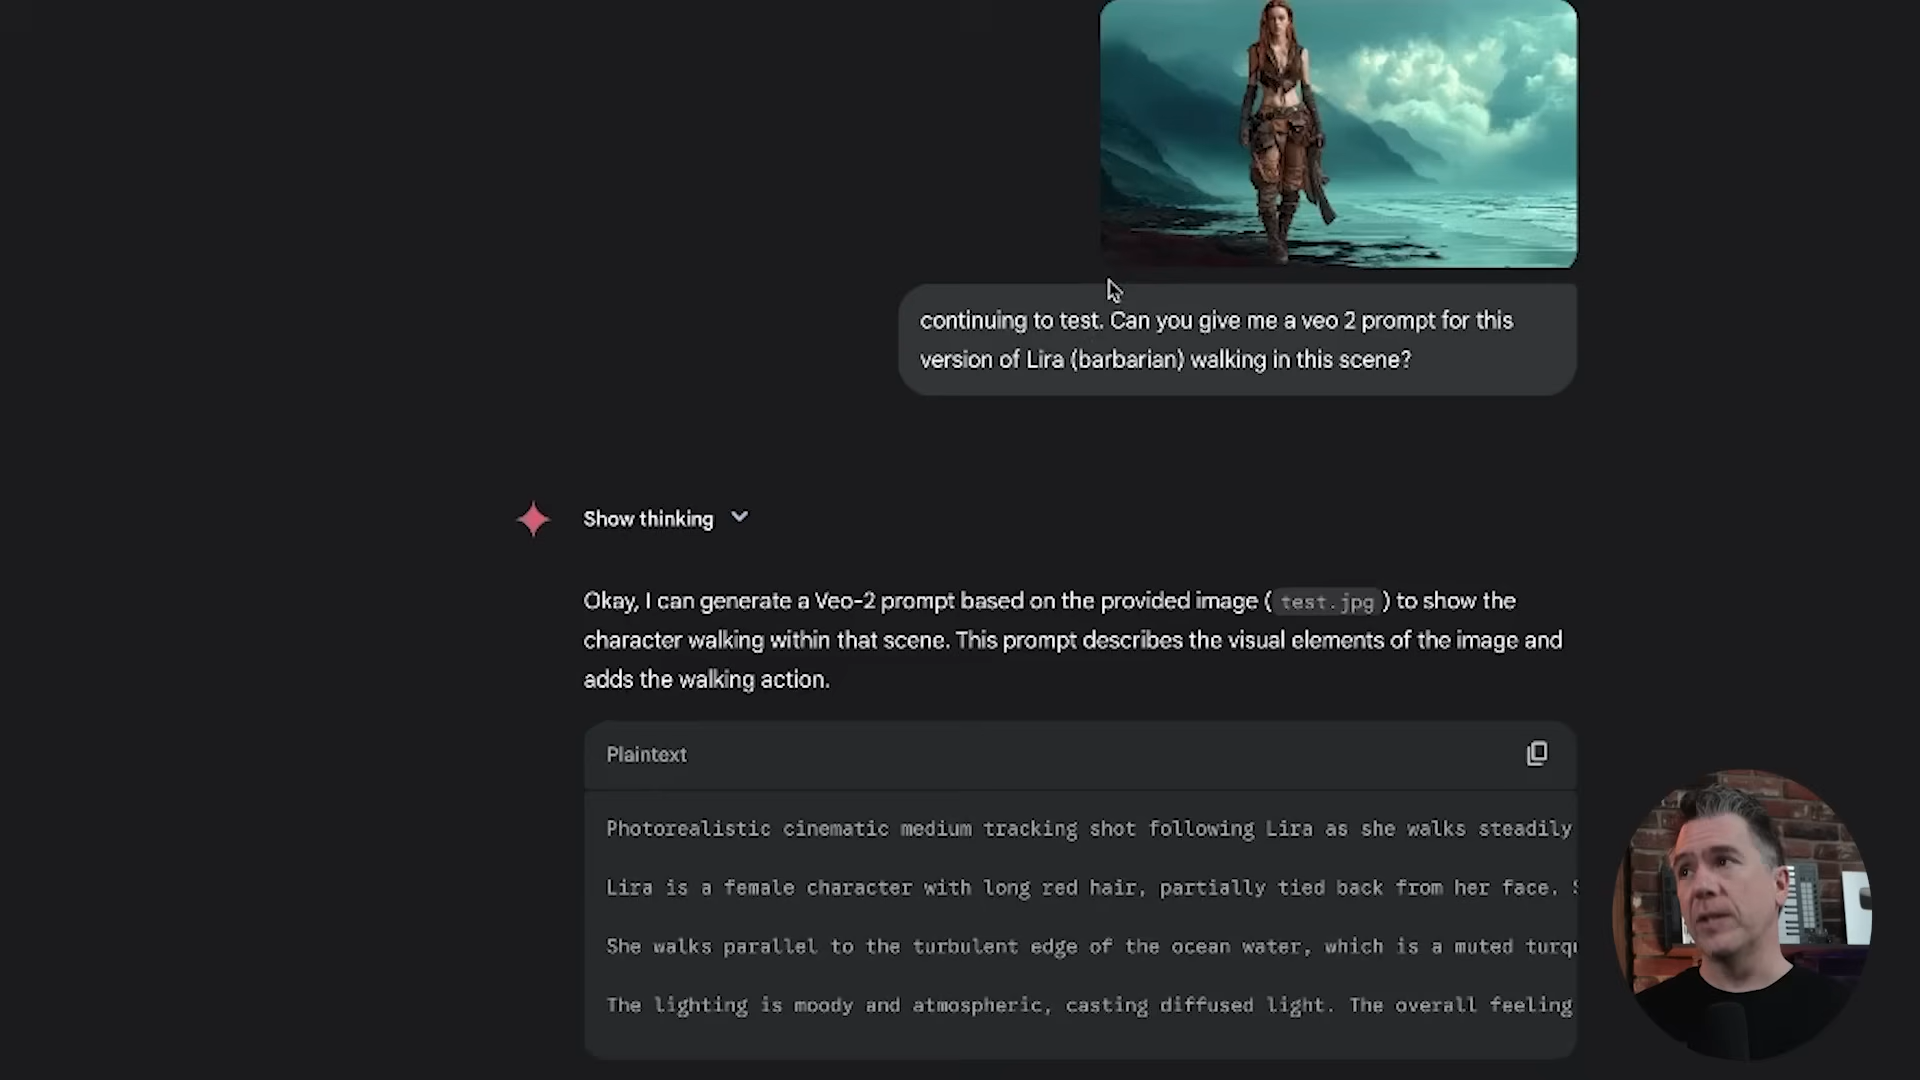 continuing to test. Can you give me a veo 2 prompt for this
version of Lira (barbarian) walking in this scene?
Show thinking
Okay, I can generate a Veo-2 prompt based on the provided image ( test.jpg ) to show the
character walking within that scene. This prompt describes the visual elements of the image and
adds the walking action.
Plaintext
Photorealistic cinematic medium tracking shot following Lira as she walks steadily
Lira is a female character with long red hair, partially tied back from her face.
She walks parallel to the turbulent edge of the ocean water, which is a muted
The lighting is moody and atmospheric, casting diffused light. The overall feeling